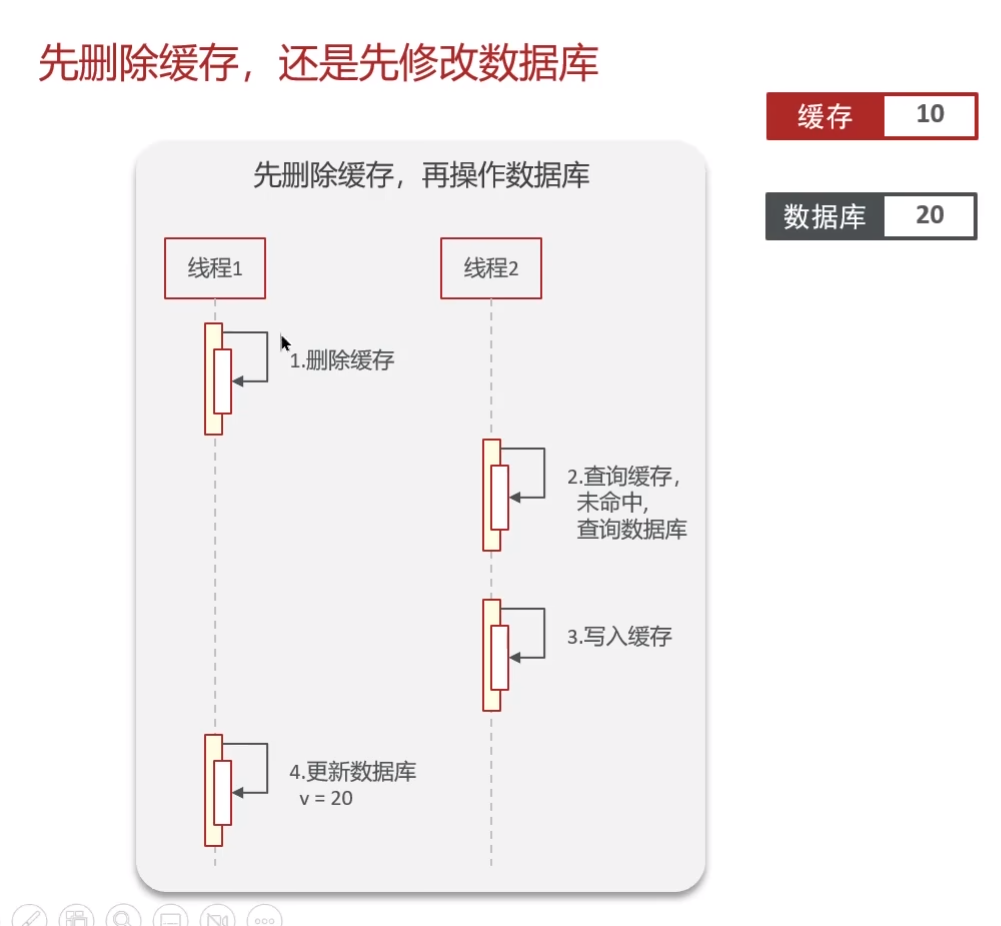 先删除缓存，还是先修改数据库
缓存 10
数据库 20
先删除缓存，再操作数据库
线程1 线程2
1.删除缓存
2.查询缓存，
未命中,
查询数据库
3.写入缓存
4.更新数据库
v = 20